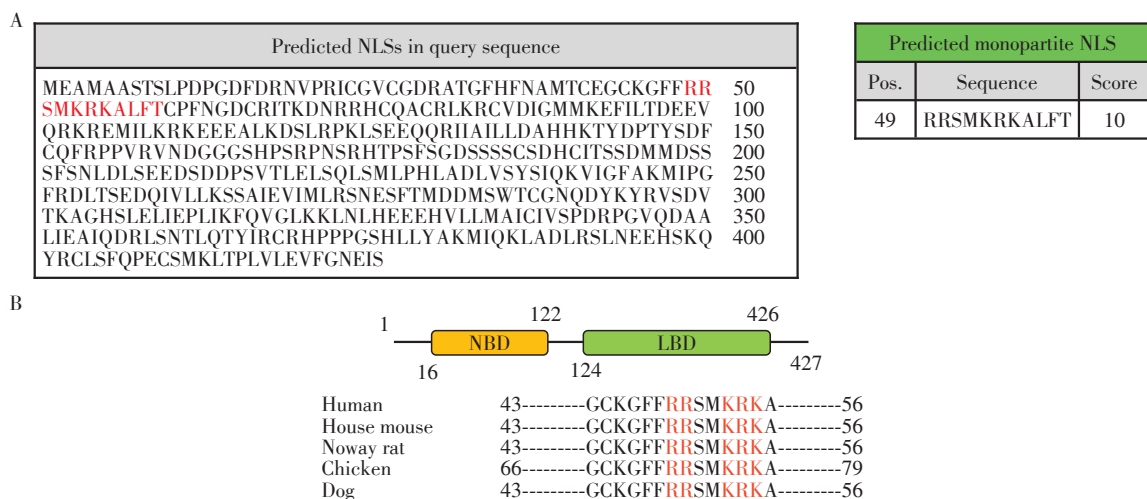 A
Predicted NLSs in query sequence
MEAMAASTSLPDPGDFDRNVPRICGVCGDRATGFHFNAMTCEGCKGFFRR 50
SMKRKALFTCPFNGDCRITKDNRRHCQACRLKRCVDIGMMKEFILTDEEV 100
QRKREMILKRKEEEALKDSLRPKLSEEQQRIIAILLDAHHKTYDPTYSDF 150
CQFRPPVRVNDGGGSHPSRPNSRHTPSFSGDSSSSCSDHCITSSDMMDSS 200
SFSNLDLSEEDSDDPSVTLELSQLSMLPHLADLVSYSIQKVIGFAKMIPG 250
FRDLTSEDQIVLLKSSAIEVIMLRSNESFTMDDMSWTCGNQDYKYRVSDV 300
TKAGHSLELIEPLIKFQVGLKKLNLHEEEHVLLMAICIVSPDRPGVQDAA 350
LIEAIQDRLSNTLQTYIRCRHPPPGSHLLYAKMIQKLADLRSLNEEHSKQ 400
YRCLSFQPECSMKLTPLVLEVFGNEIS
Predicted monopartite NLS
Pos. Sequence Score
49 RRSMKRKALFT 10
B
1 122 426
NBD LBD
16 124 427
Human 43---------GCKGFFRRSMKRKA---------56
House mouse 43---------GCKGFFRRSMKRKA---------56
Noway rat 43---------GCKGFFRRSMKRKA---------56
Chicken 66---------GCKGFFRRSMKRKA---------79
Dog 43---------GCKGFFRRSMKRKA---------56